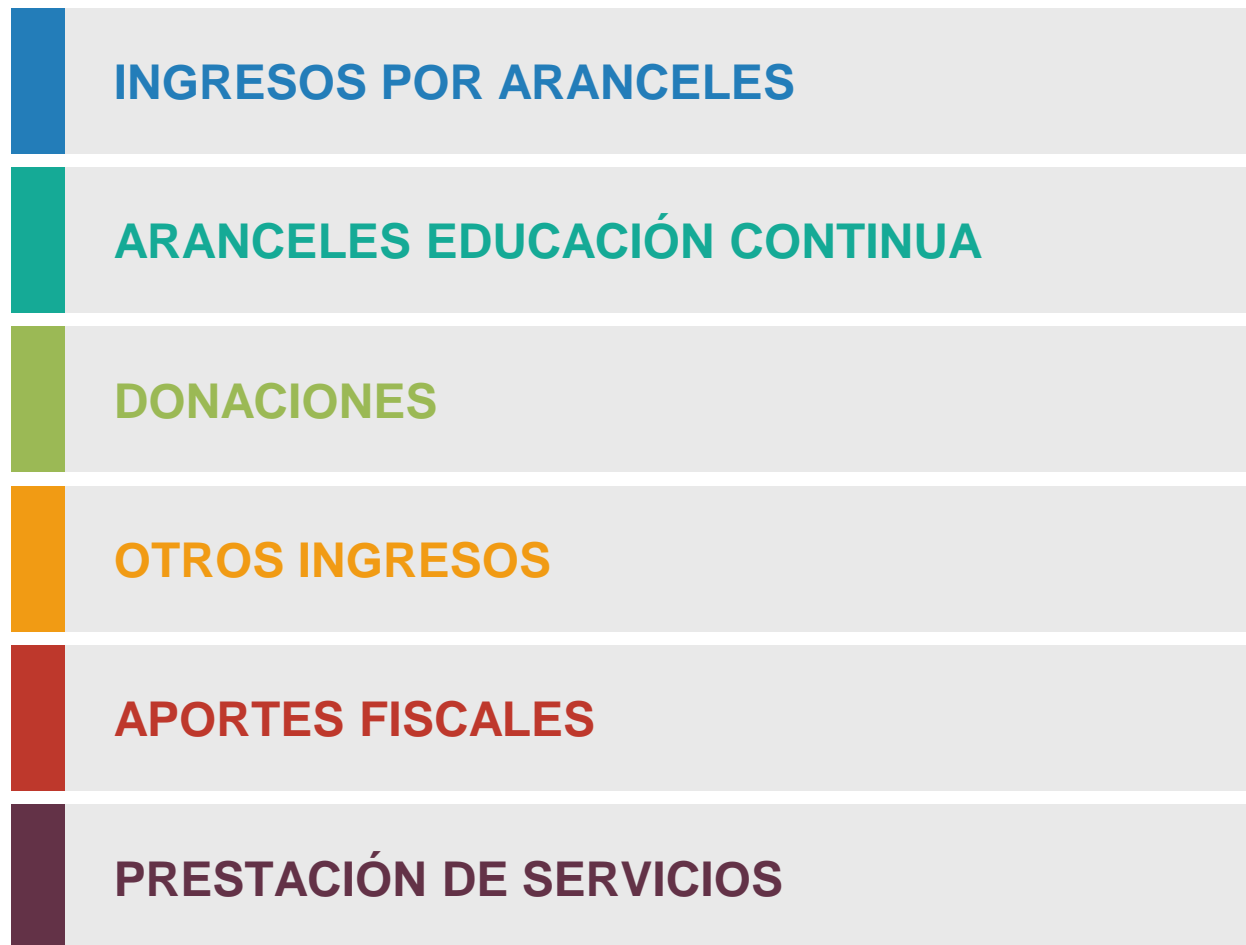 INGRESOS POR ARANCELES
ARANCELES EDUCACIÓN CONTINUA
DONACIONES
OTROS INGRESOS
APORTES FISCALES
PRESTACIÓN DE SERVICIOS